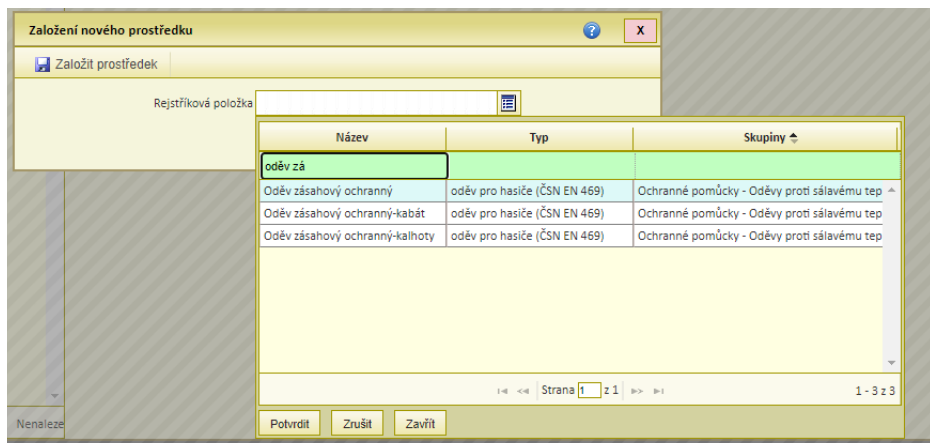 Založení nového prostředku
X
Založit prostředek
Rejstříková položka
Název Typ Skupiny
oděv zá
Oděv zásahový ochranný oděv pro hasiče (ČSN EN 469) Ochranné pomůcky - Oděvy proti sálavému tep
Oděv zásahový ochranný-kabát oděv pro hasiče (ČSN EN 469) Ochranné pomůcky - Oděvy proti sálavému tep
Oděv zásahový ochranný-kalhoty oděv pro hasiče (ČSN EN 469) Ochranné pomůcky - Oděvy proti sálavému tep
Strana 1 z 1 1 - 3 z 3
Nenaleze Potvrdit Zrušit Zavřít